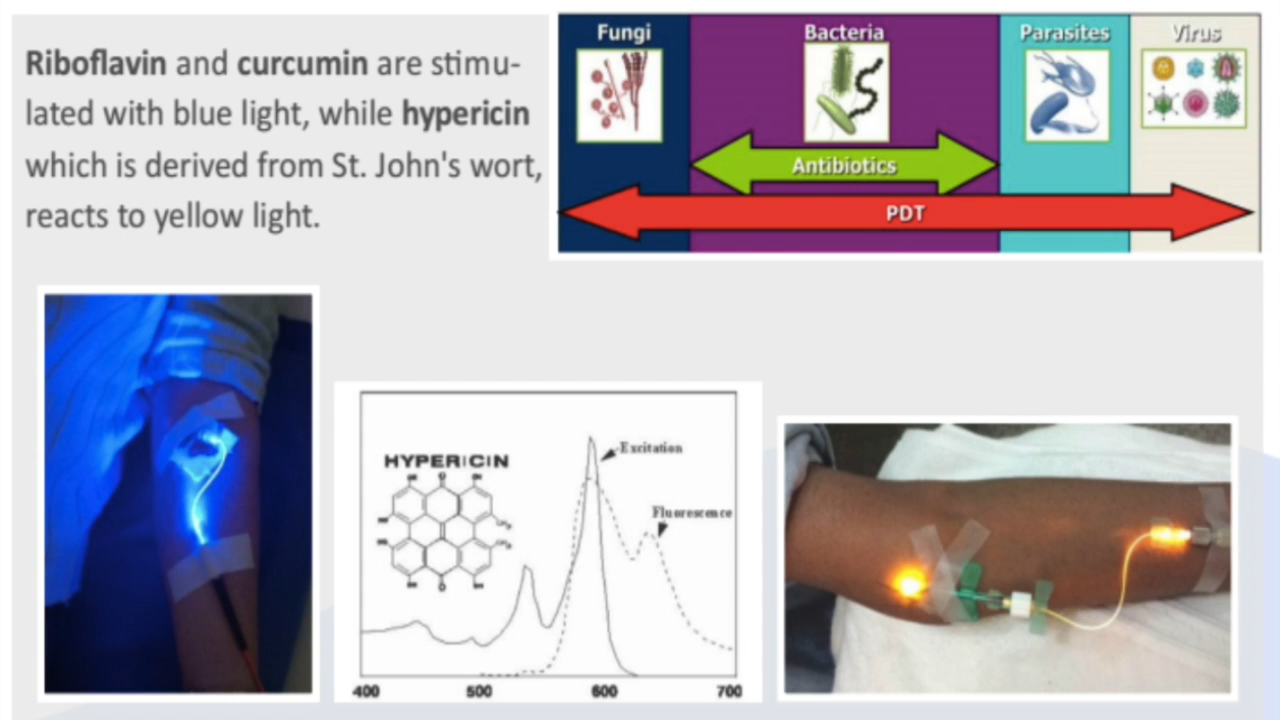 Riboflavin and curcumin are stimu-
lated with blue light, while hypericin
which is derived from St. John's wort,
reacts to yellow light.
Fungi
Bacteria
Parasites
Virus
Antibiotics
PDT
HYPERICIN
Excitation
Fluorescence
O
O
400
500
600
700